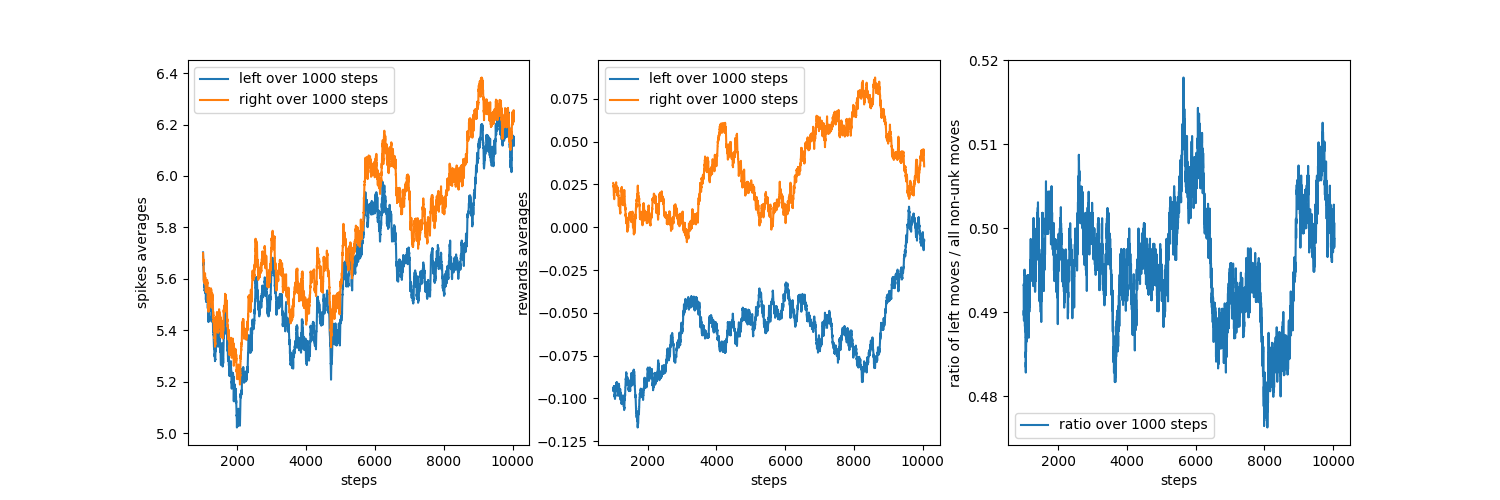 spikes averages
6.4
6.2
6.0
5.8
5.6
5.4
5.2
5.0
left over 1000 steps
right over 1000 steps
2000 4000 6000 8000 10000
steps
rewards averages
0.075
0.050
0.025
0.000
−0.025
−0.050
−0.075
−0.100
−0.125
left over 1000 steps
right over 1000 steps
2000 4000 6000 8000 10000
steps
ratio of left moves / all non-unk moves
0.52
0.51
0.50
0.49
0.48
ratio over 1000 steps
2000 4000 6000 8000 10000
steps